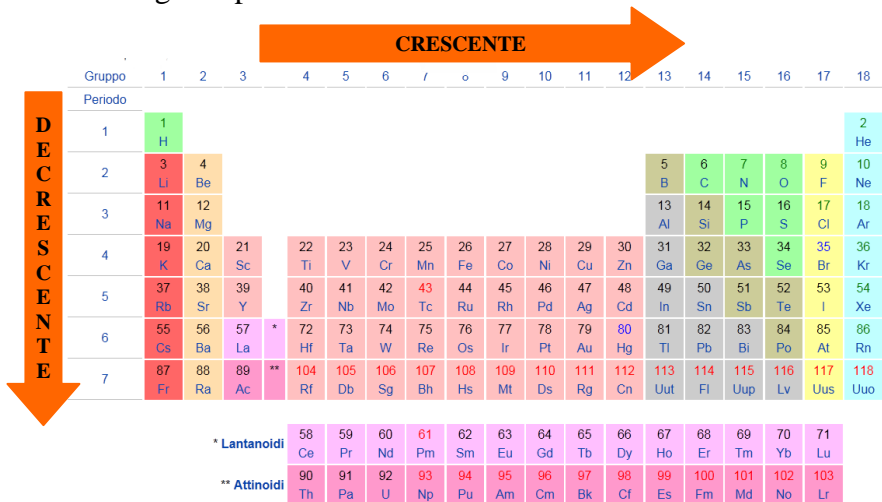 CRESCENTE
Gruppo 1 2 3 4 5 6 9 10 11 12 13 14 15 16 17 18
Periodo
DECRESCENTE
1 1 2
H He
2 3 4 5 6 7 8 9 10
Li Be B C N O F Ne
3 11 12 13 14 15 16 17 18
Na Mg Al Si P S Cl Ar
4 19 20 21 22 23 24 25 26 27 28 29 30 31 32 33 34 35 36
K Ca Sc Ti V Cr Mn Fe Co Ni Cu Zn Ga Ge As Se Br Kr
5 37 38 39 40 41 42 43 44 45 46 47 48 49 50 51 52 53 54
Rb Sr Y Zr Nb Mo Tc Ru Rh Pd Ag Cd In Sn Sb Te I Xe
6 55 56 57 * 72 73 74 75 76 77 78 79 80 81 82 83 84 85 86
Cs Ba La Hf Ta W Re Os Ir Pt Au Hg Tl Pb Bi Po At Rn
7 87 88 89 ** 104 105 106 107 108 109 110 111 112 113 114 115 116 117 118
Fr Ra Ac Rf Db Sg Bh Hs Mt Ds Rg Cn Uut Fl Uup Lv Uus Uuo
* Lantanoidi 58 59 60 61 62 63 64 65 66 67 68 69 70 71
Ce Pr Nd Pm Sm Eu Gd Tb Dy Ho Er Tm Yb Lu
** Attinoidi 90 91 92 93 94 95 96 97 98 99 100 101 102 103
Th Pa U Np Pu Am Cm Bk Cf Es Fm Md No Lr